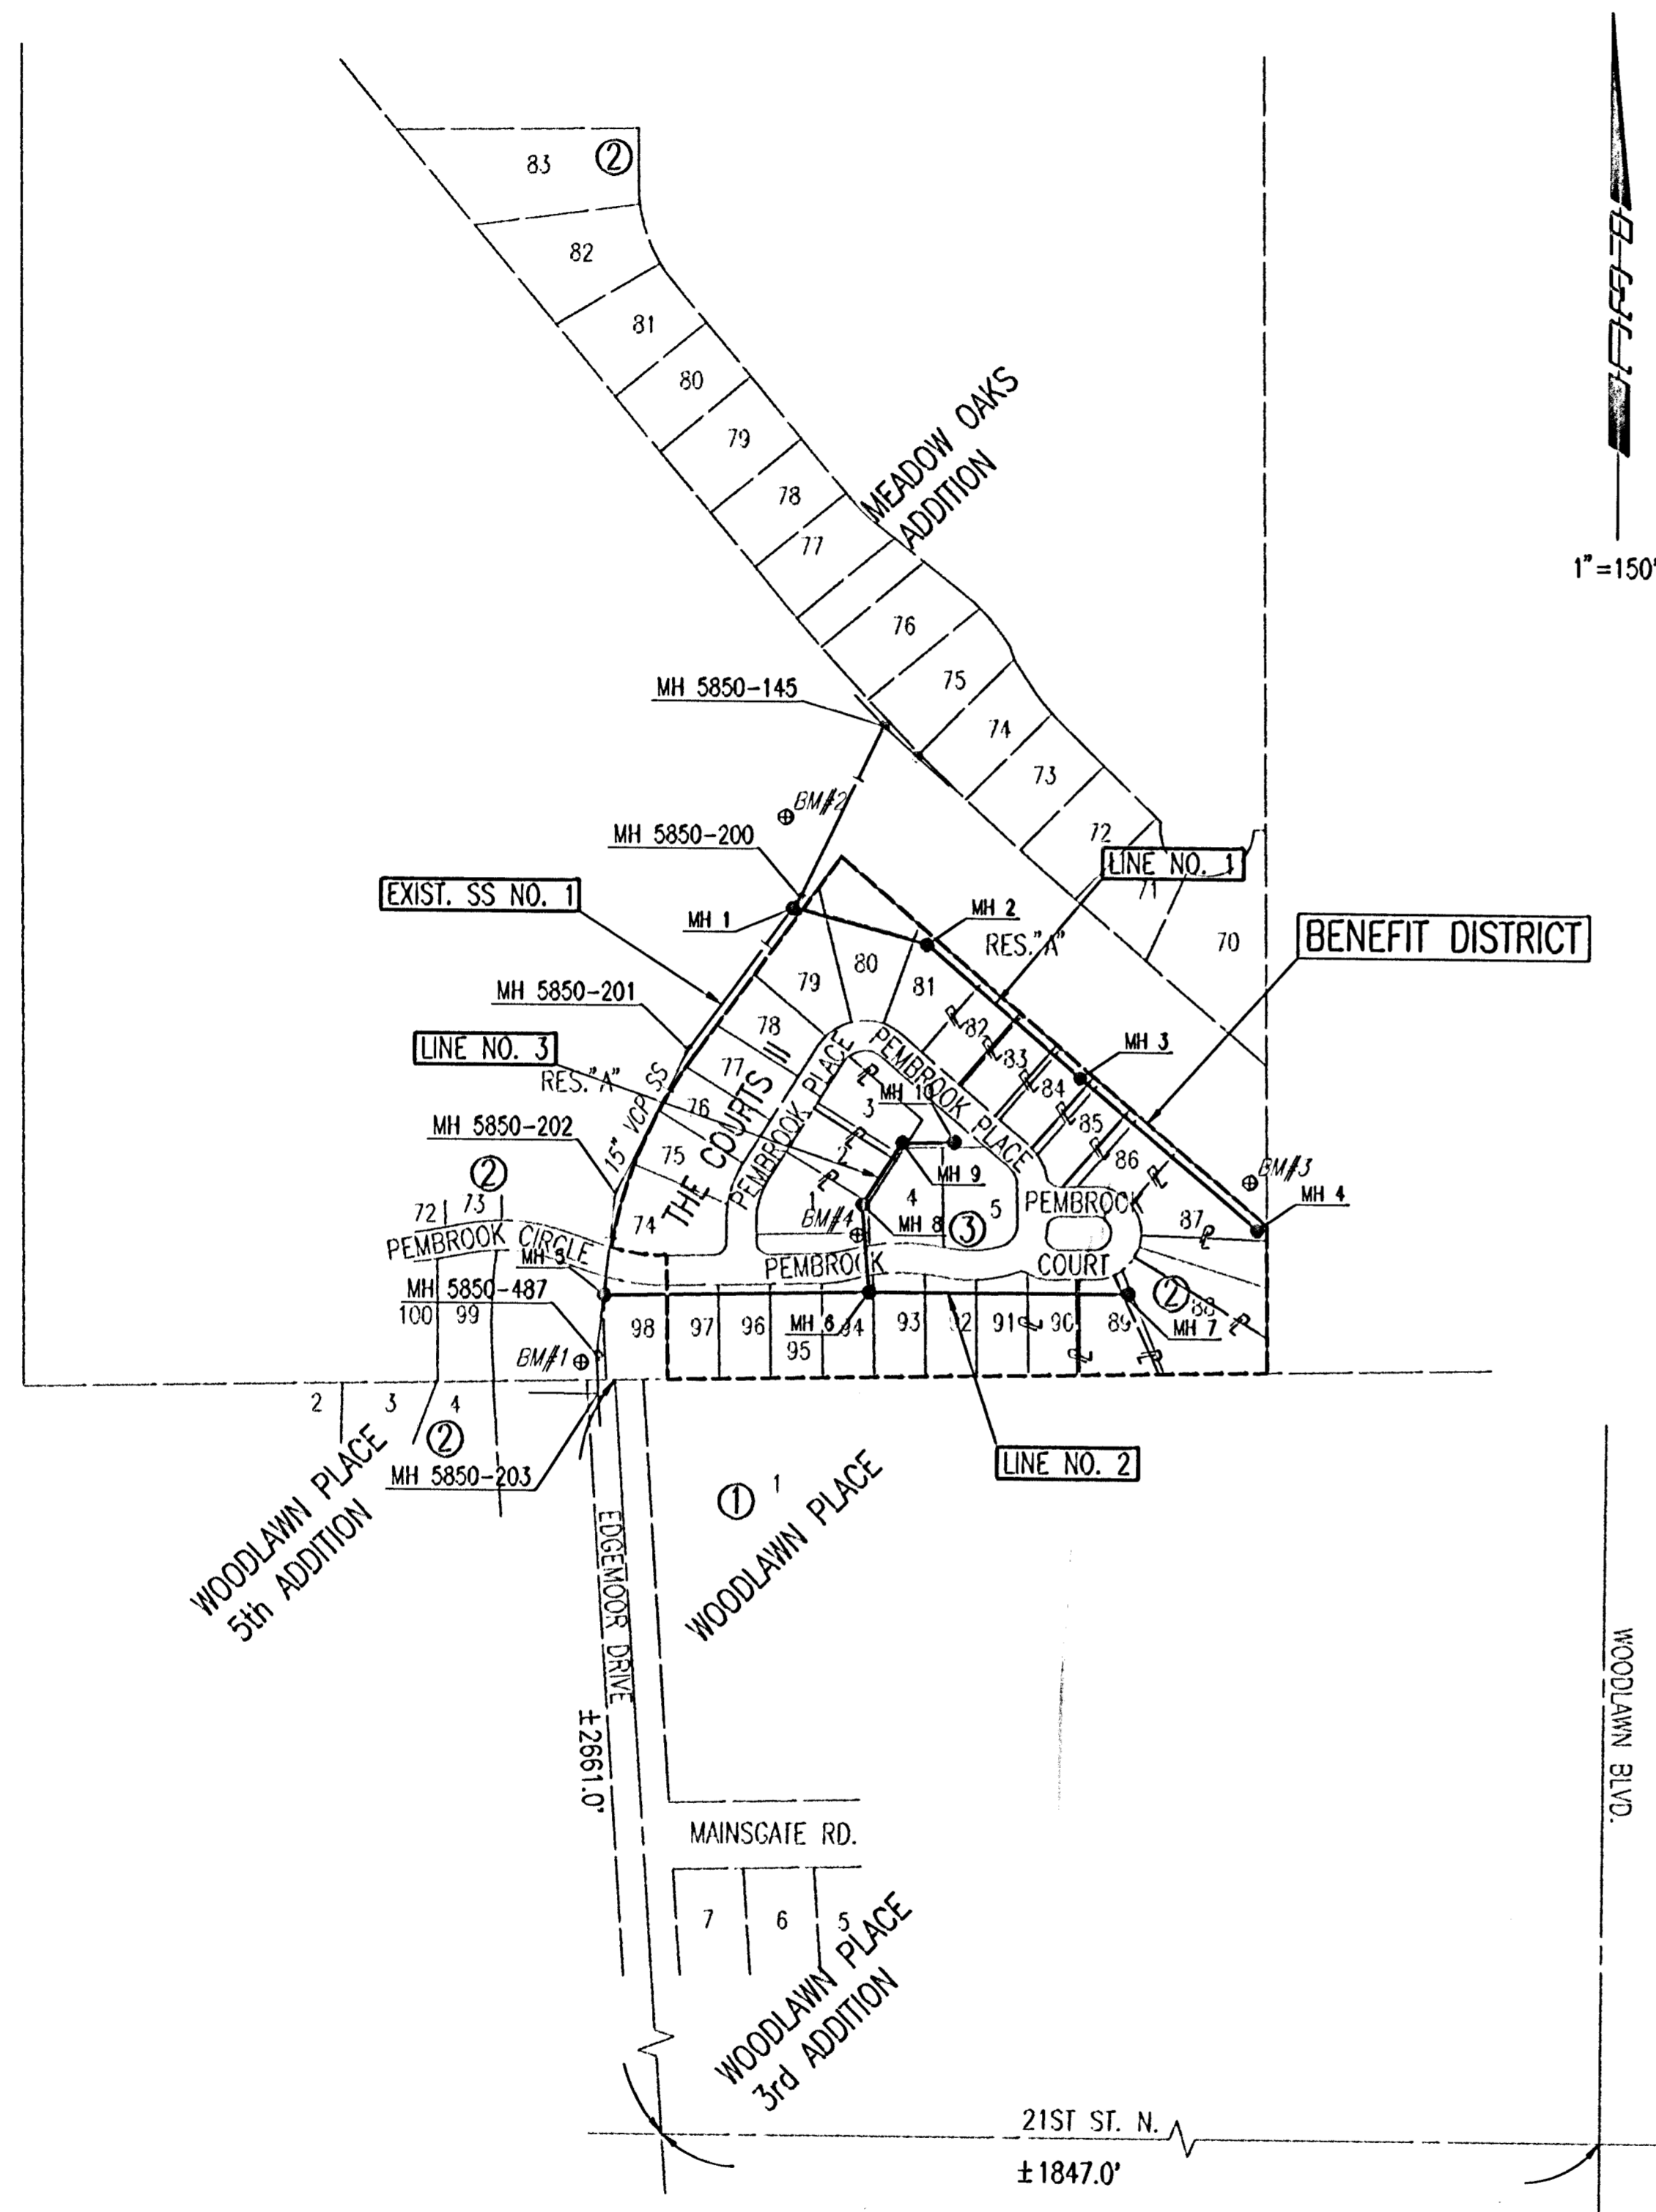 83
②
82
81
80
79
78
77
MEADOW OAKS
ADDITION
1"=150'
76
75
74
73
72
71
70
MH 5850-145
BM#2
MH 5850-200
LINE NO. 1
EXIST. SS NO. 1
MH 1
MH 2
RES."A"
BENEFIT DISTRICT
MH 5850-201
79
80
81
82
83
84
85
86
87
88
LINE NO. 3
RES."A"
78
77
76
75
74
THE COURTS III
PEMBROOK PLACE
PEMBROOK PLACE
PEMBROOK PLACE
MH 3
MH 10
3
2
1
4
5
③
MH 9
MH 8
BM#4
BM#3
MH 4
MH 5850-202
15" VCP SS
②
72
73
PEMBROOK CIRCLE
MH 5
PEMBROOK
PEMBROOK
COURT
②
MH 5850-487
100
99
98
97
96
95
MH 6
94
93
92
91
90
89
MH 7
BM#1
2
3
4
②
WOODLAWN PLACE
5th ADDITION
MH 5850-203
LINE NO. 2
① 1
WOODLAWN PLACE
EDGEMOOR DRIVE
±2661.0'
WOODLAWN BLVD.
MAINSGATE RD.
7
6
5
WOODLAWN PLACE
3rd ADDITION
21ST ST. N.
±1847.0'